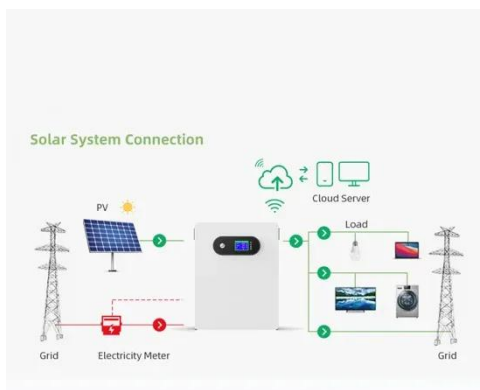 Solar System Connection
Cloud Server
PV
Load
Grid
Electricity Meter
Grid